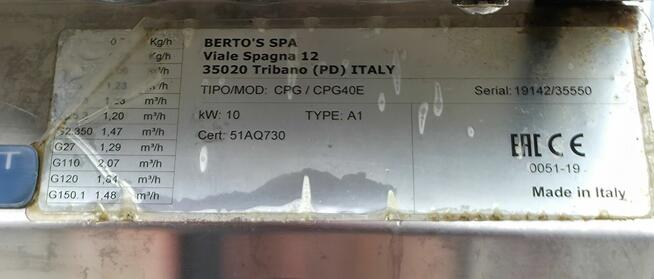 Kg/h
Kg/h
1,23
m³/h
1,20 m³/h
G2.350 1,47 m³/h
G27 1,29 m³/h
G110 2,07 m³/h
G120 m³/h
G150.1 1,48 m³/h
BERTO'S SPA
Viale Spagna 12
35020 Tribano (PD) ITALY
TIPO/MOD: CPG / CPG40E Serial: 19142/35550
kW: 10 TYPE: A1
Cert: 51AQ730
EAC CE
0051-19
Made in Italy
T